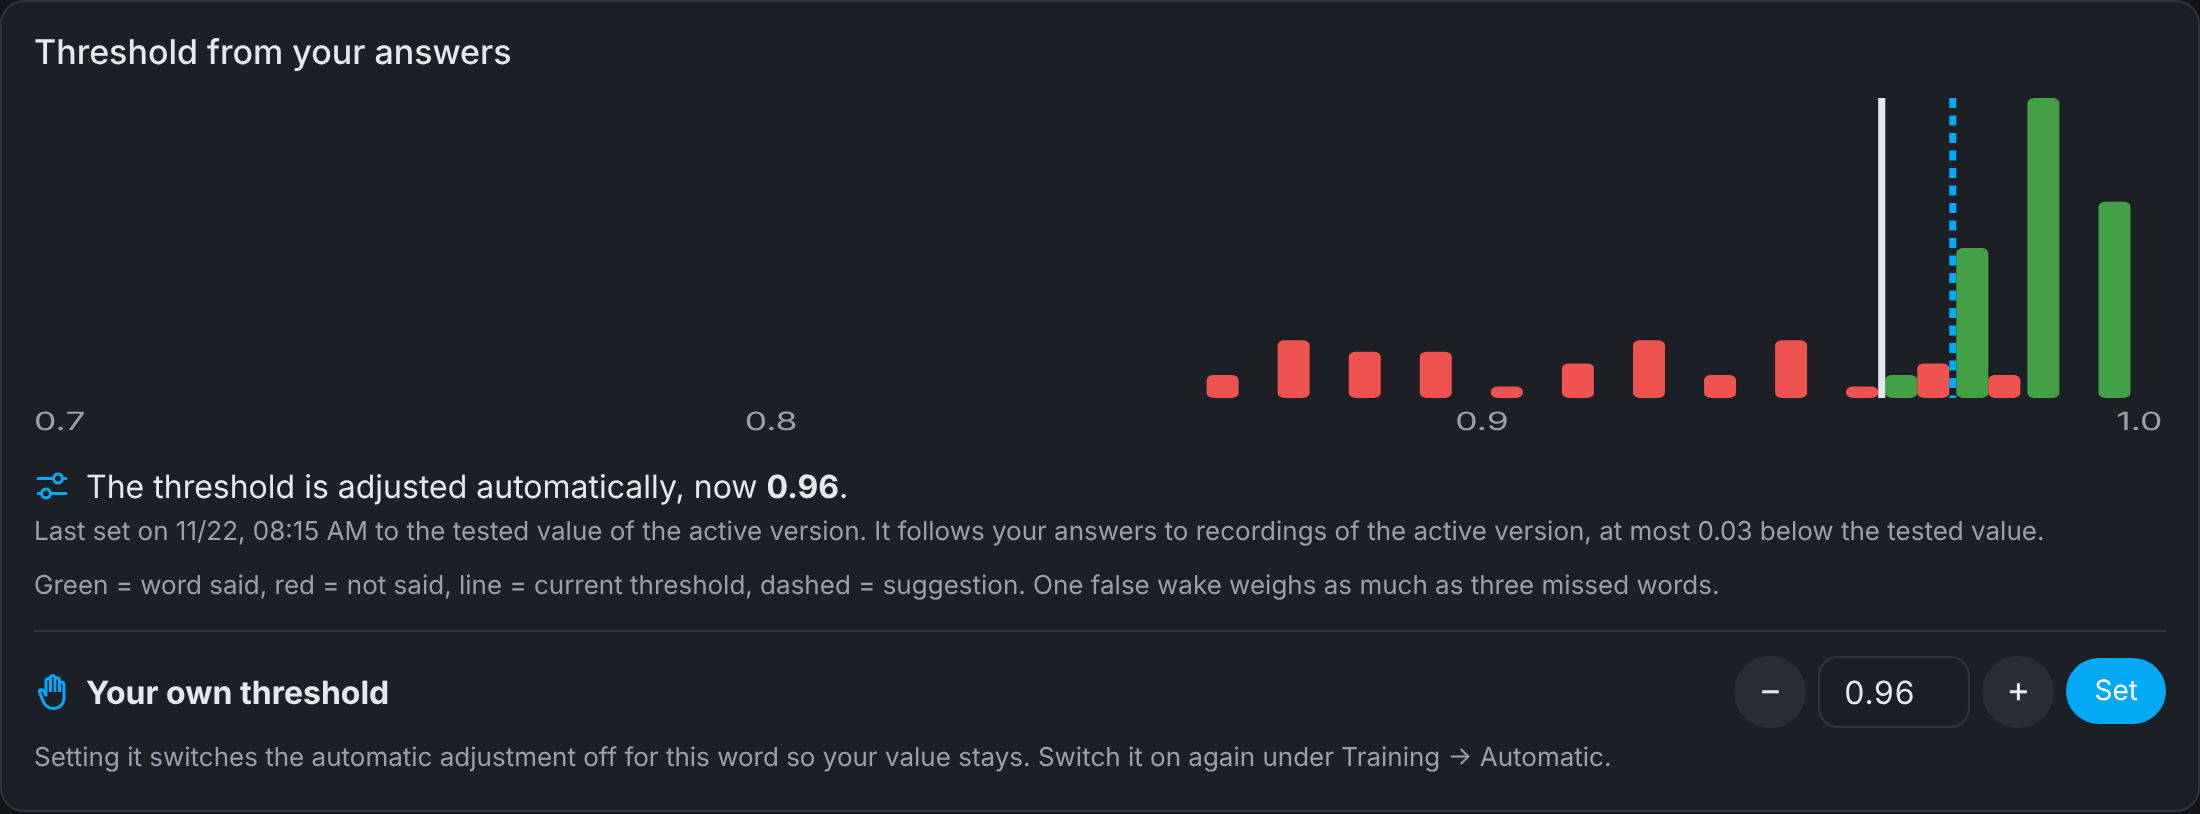 Threshold from your answers
0.7 0.8 0.9 1.0
The threshold is adjusted automatically, now 0.96.
Last set on 11/22, 08:15 AM to the tested value of the active version. It follows your answers to recordings of the active version, at most 0.03 below the tested value.
Green = word said, red = not said, line = current threshold, dashed = suggestion. One false wake weighs as much as three missed words.
Your own threshold − 0.96 + Set
Setting it switches the automatic adjustment off for this word so your value stays. Switch it on again under Training → Automatic.